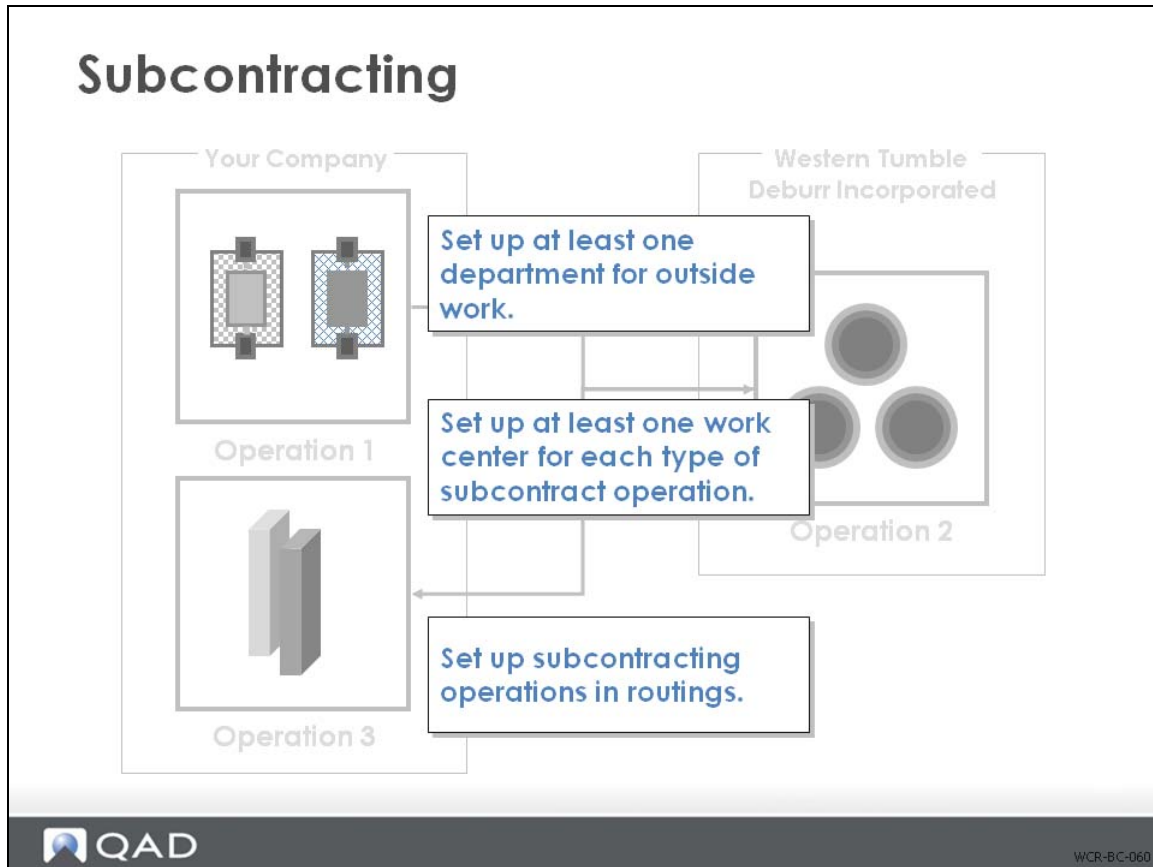 Subcontracting
Your Company
Western Tumble
Deburr Incorporated
Set up at least one
department for outside
work.
Set up at least one work
center for each type of
subcontract operation.
Operation 1
Operation 2
Set up subcontracting
operations in routings.
Operation 3
QAD
WCR-BC-060